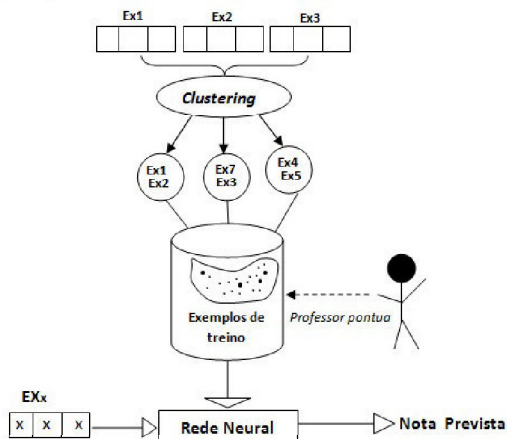 Ex1 Ex2 Ex3
Clustering
Ex1
Ex2
Ex7
Ex3
Ex4
Ex5
Exemplos de
treino
Professor pontua
EXx
x x x
Rede Neural
Nota Prevista